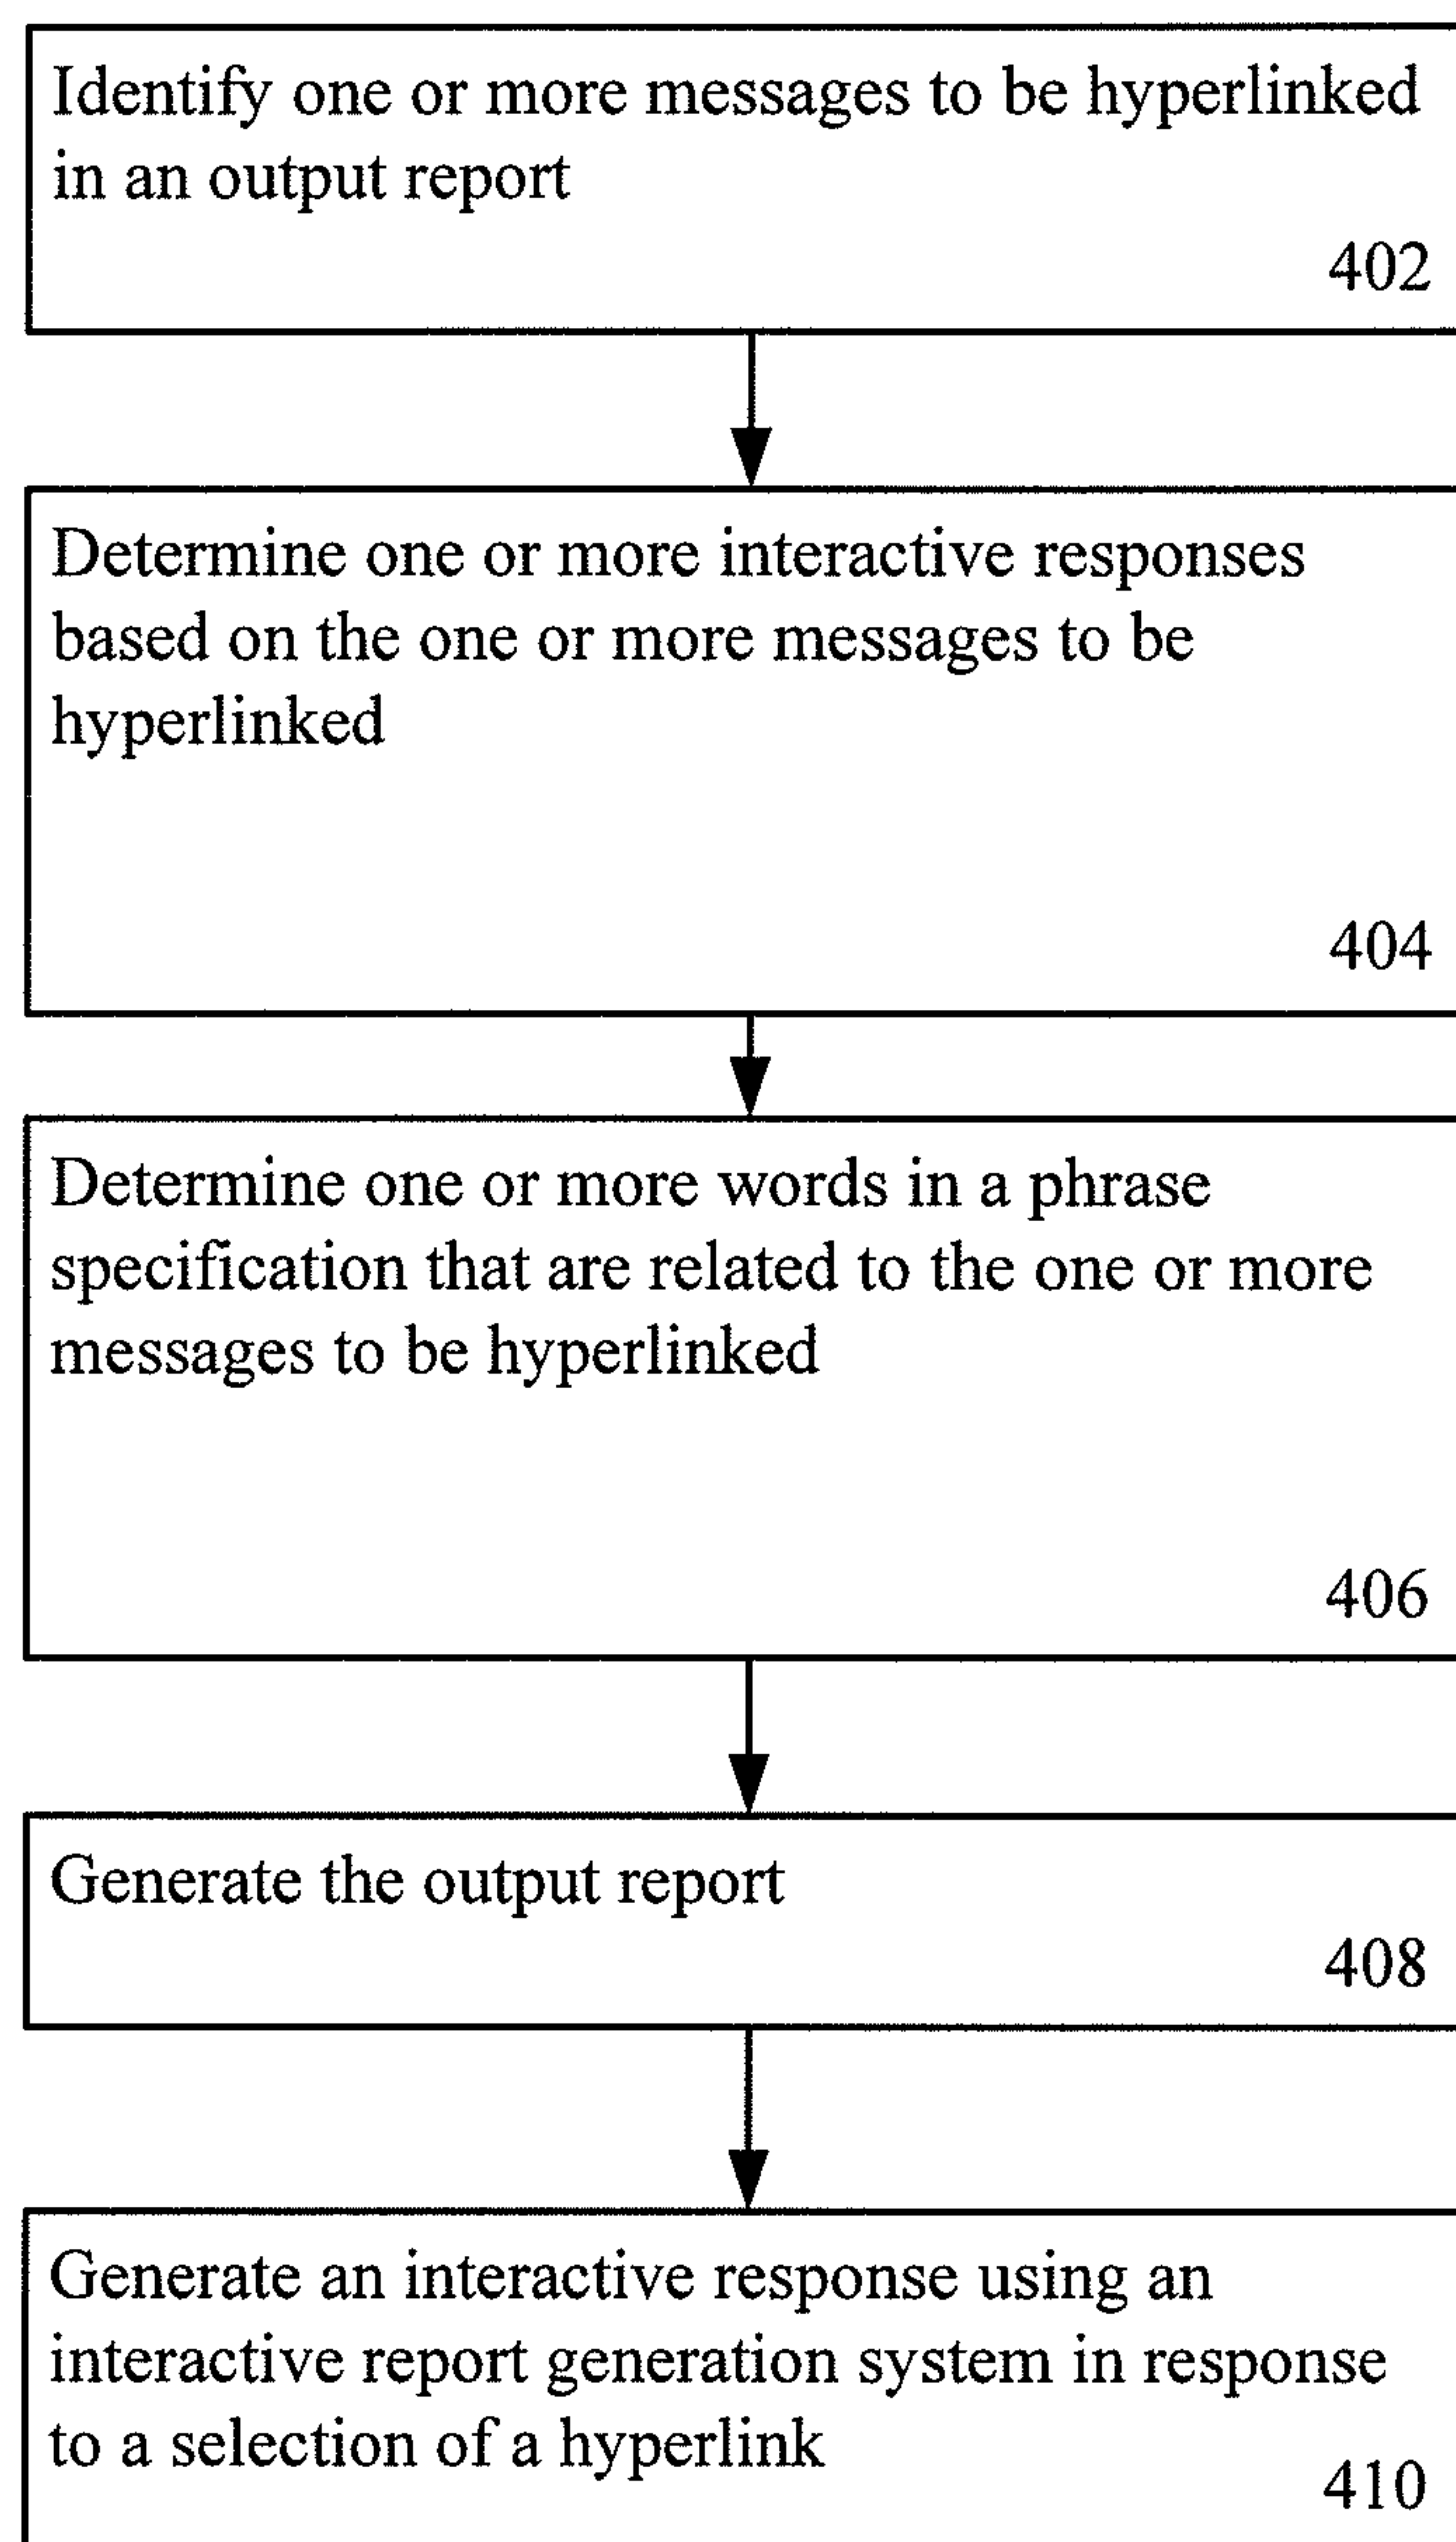 Identify one or more messages to be hyperlinked
in an output report
402
Determine one or more interactive responses
based on the one or more messages to be
hyperlinked
404
Determine one or more words in a phrase
specification that are related to the one or more
messages to be hyperlinked
406
Generate the output report
408
Generate an interactive response using an
interactive report generation system in response
to a selection of a hyperlink
410